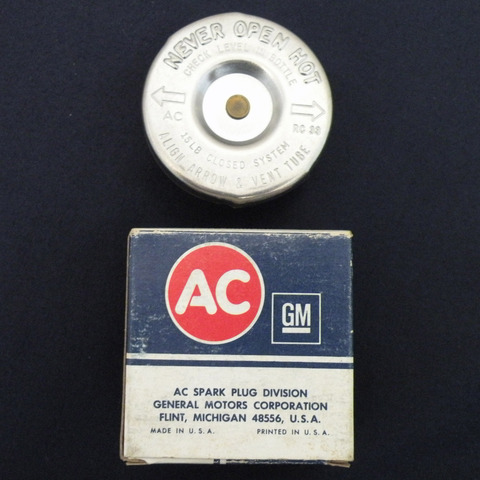 NEVER OPEN HOT
CHECK LEVEL IN BOTTLE
AC
RC 33
15LB CLOSED SYSTEM
ALIGN ARROW & VENT TUBE
AC
GM
AC SPARK PLUG DIVISION
GENERAL MOTORS CORPORATION
FLINT, MICHIGAN 48556, U.S.A.
MADE IN U.S.A. PRINTED IN U.S.A.